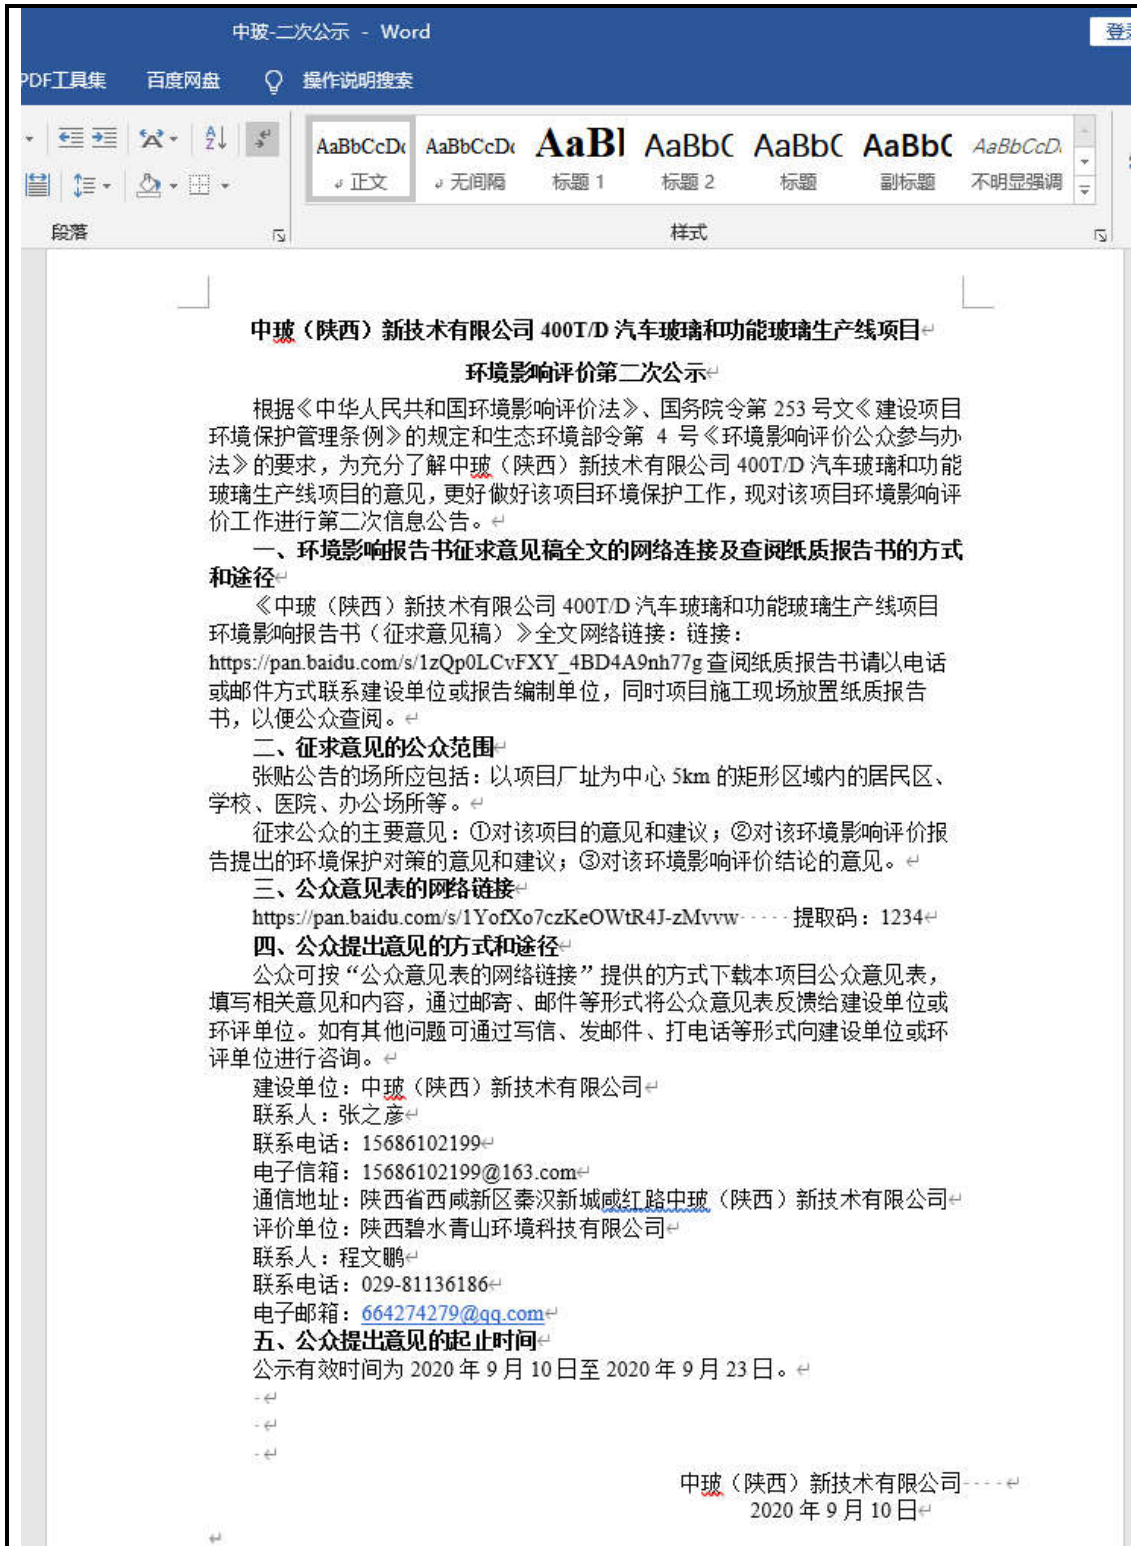 中玻-二次公示 - Word
登录
PDF工具集 百度网盘 操作说明搜索
AaBbCcDc AaBbCcDc AaBl AaBbC AaBbC AaBbC AaBbCcD
正文 无间隔 标题 1 标题 2 标题 副标题 不明显强调
段落 样式
中玻（陕西）新技术有限公司 400T/D 汽车玻璃和功能玻璃生产线项目
环境影响评价第二次公示
根据《中华人民共和国环境影响评价法》、国务院令第 253 号文《建设项目
环境保护管理条例》的规定和生态环境部令第 4 号《环境影响评价公众参与办
法》的要求，为充分了解中玻（陕西）新技术有限公司 400T/D 汽车玻璃和功能
玻璃生产线项目的意见，更好做好该项目环境保护工作，现对该项目环境影响评
价工作进行第二次信息公告。
一、环境影响报告书征求意见稿全文的网络连接及查阅纸质报告书的方式
和途径
《中玻（陕西）新技术有限公司 400T/D 汽车玻璃和功能玻璃生产线项目
环境影响报告书（征求意见稿）》全文网络链接：链接：
https://pan.baidu.com/s/1zQp0LCvFXY_4BD4A9nh77g 查阅纸质报告书请以电话
或邮件方式联系建设单位或报告编制单位，同时项目施工现场放置纸质报告
书，以便公众查阅。
二、征求意见的公众范围
张贴公告的场所应包括：以项目厂址为中心 5km 的矩形区域内的居民区、
学校、医院、办公场所等。
征求公众的主要意见：①对该项目的意见和建议；②对该环境影响评价报
告提出的环境保护对策的意见和建议；③对该环境影响评价结论的意见。
三、公众意见表的网络链接
https://pan.baidu.com/s/1YofXo7czKeOWtR4J-zMvvw 提取码：1234
四、公众提出意见的方式和途径
公众可按“公众意见表的网络链接”提供的方式下载本项目公众意见表，
填写相关意见和内容，通过邮寄、邮件等形式将公众意见表反馈给建设单位或
环评单位。如有其他问题可通过写信、发邮件、打电话等形式向建设单位或环
评单位进行咨询。
建设单位：中玻（陕西）新技术有限公司
联系人：张之彦
联系电话：15686102199
电子信箱：15686102199@163.com
通信地址：陕西省西咸新区秦汉新城咸红路中玻（陕西）新技术有限公司
评价单位：陕西碧水青山环境科技有限公司
联系人：程文鹏
联系电话：029-81136186
电子邮箱：664274279@qq.com
五、公众提出意见的起止时间
公示有效时间为 2020 年 9 月 10 日至 2020 年 9 月 23 日。
中玻（陕西）新技术有限公司
2020 年 9 月 10 日